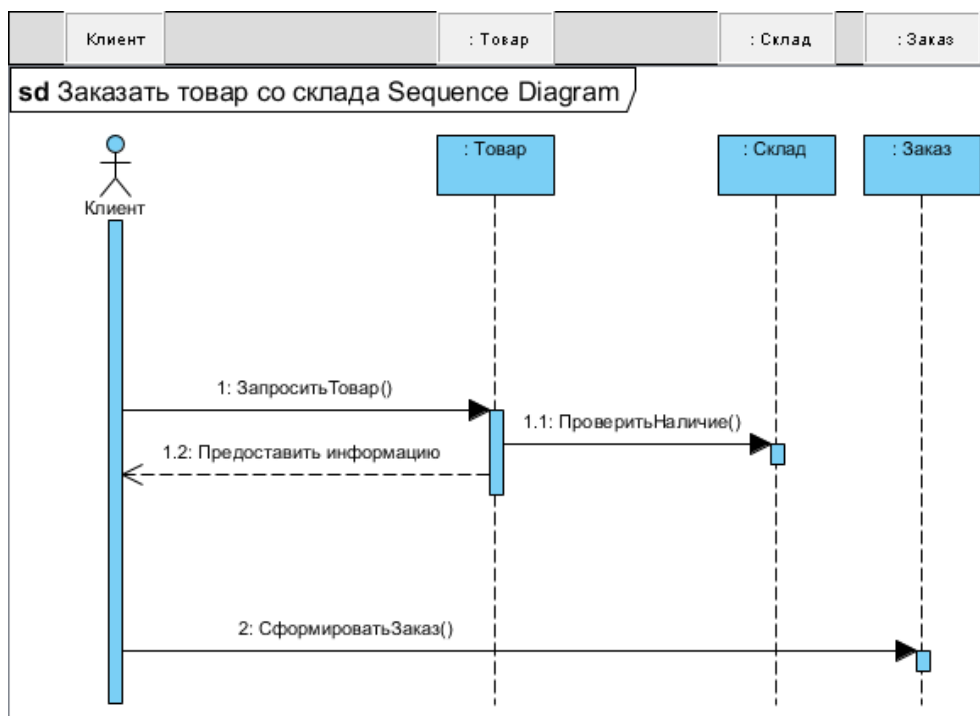 Клиент
: Товар
: Склад
: Заказ
sd Заказать товар со склада Sequence Diagram
: Товар
: Склад
: Заказ
Клиент
1: ЗапроситьТовар()
1.1: ПроверитьНаличие()
1.2: Предоставить информацию
2: СформироватьЗаказ()